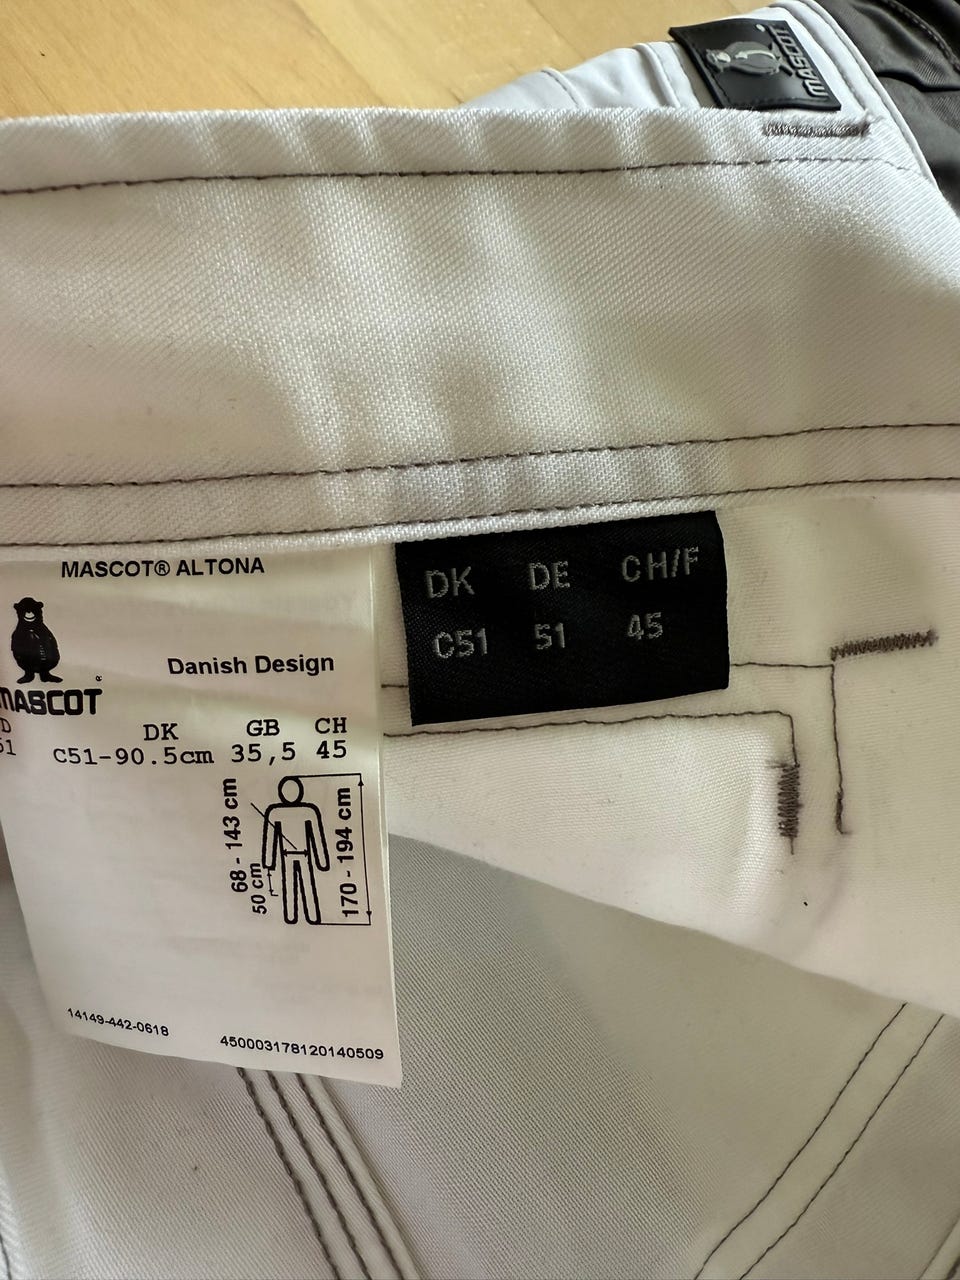 MASCOT
DK DE CH/F
C51 51 45
MASCOT® ALTONA
Danish Design
MASCOT®
DK GB CH
C51-90.5cm 35,5 45
68 - 143 cm
50 cm
170 - 194 cm
14149-442-0618
450003178120140509